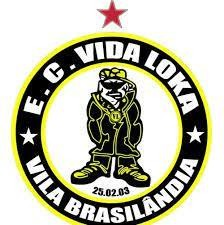 E.C. VIDA LOKA
25.02.03
VILA BRASILÂNDIA